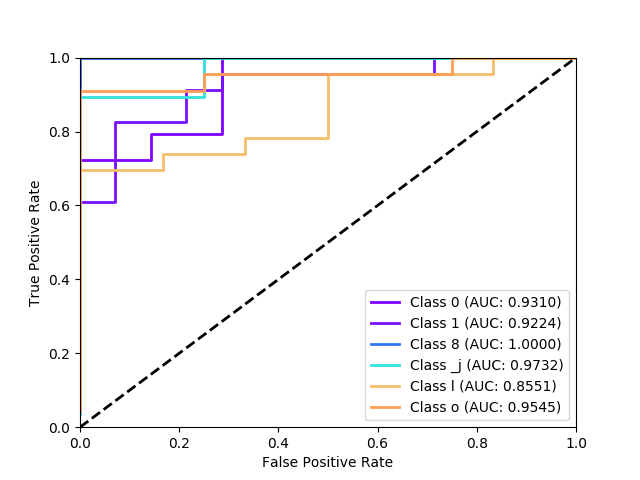 1.0
0.8
0.6
0.4
0.2
0.0
0.0 0.2 0.4 0.6 0.8 1.0
True Positive Rate
False Positive Rate
Class 0 (AUC: 0.9310)
Class 1 (AUC: 0.9224)
Class 8 (AUC: 1.0000)
Class _j (AUC: 0.9732)
Class l (AUC: 0.8551)
Class o (AUC: 0.9545)